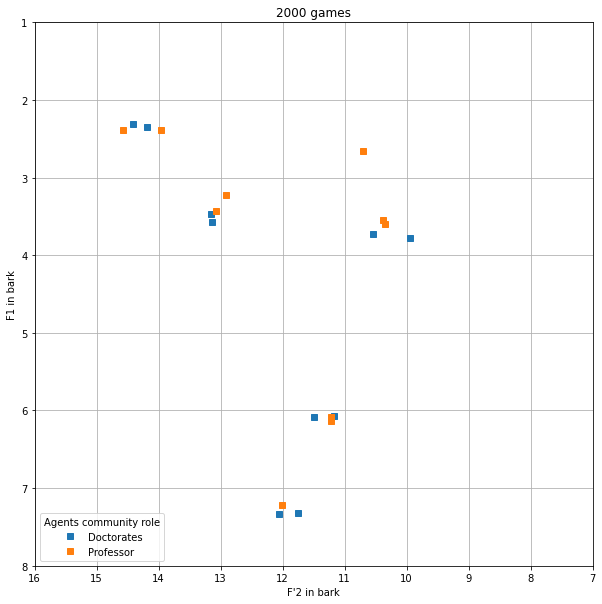 2000 games
1
2
3
4
5
6
7
8
F1 in bark
Agents community role
Doctorates
Professor
16 15 14 13 12 11 10 9 8 7
F'2 in bark